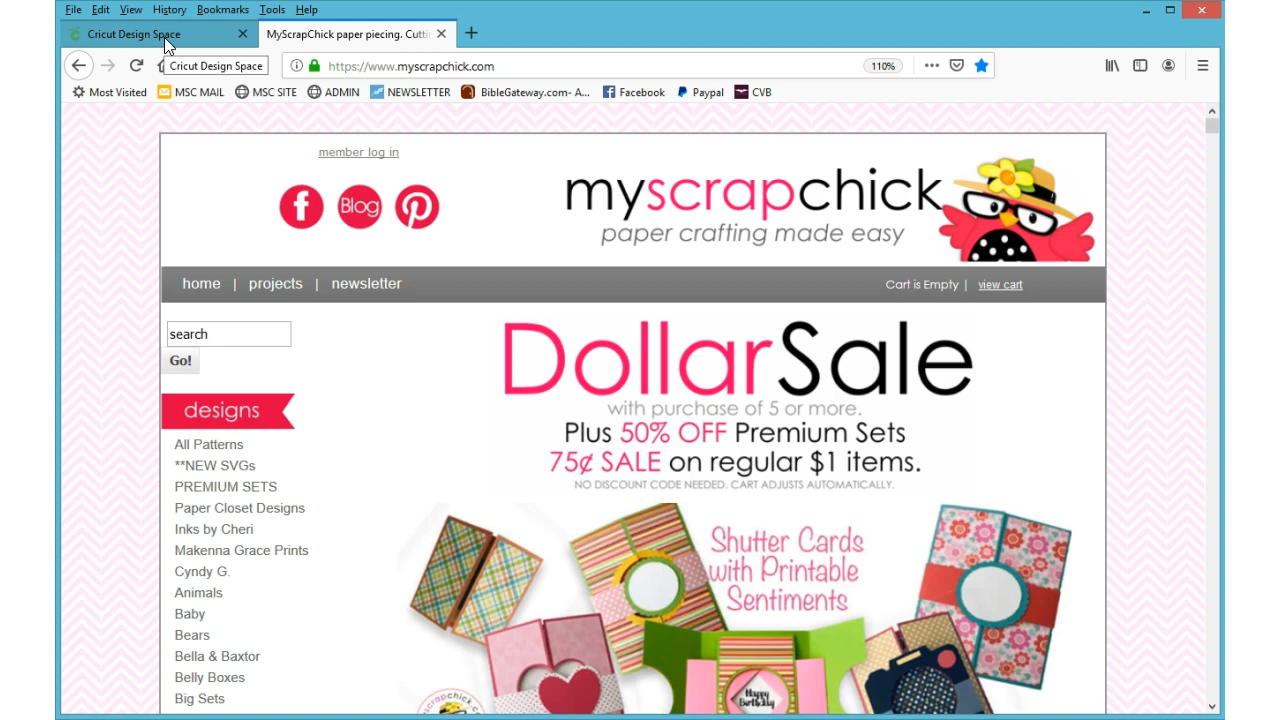 File Edit View History Bookmarks Tools Help
Cricut Design Space
MyScrapChick paper piecing. Cutti
Cricut Design Space
https://www.myscrapchick.com
110%
Most Visited MSC MAIL MSC SITE ADMIN NEWSLETTER BibleGateway.com- A... Facebook Paypal CVB
member log in
Blog
myscrapchick
paper crafting made easy
home | projects | newsletter
Cart is Empty | view cart
search
Go!
DollarSale
with purchase of 5 or more.
Plus 50% OFF Premium Sets
75¢ SALE on regular $1 items.
NO DISCOUNT CODE NEEDED. CART ADJUSTS AUTOMATICALLY.
designs
All Patterns
**NEW SVGs
PREMIUM SETS
Paper Closet Designs
Inks by Cheri
Makenna Grace Prints
Cyndy G.
Animals
Baby
Bears
Bella & Baxtor
Belly Boxes
Big Sets
Shutter Cards
with Printable
Sentiments
Happy
Birthday